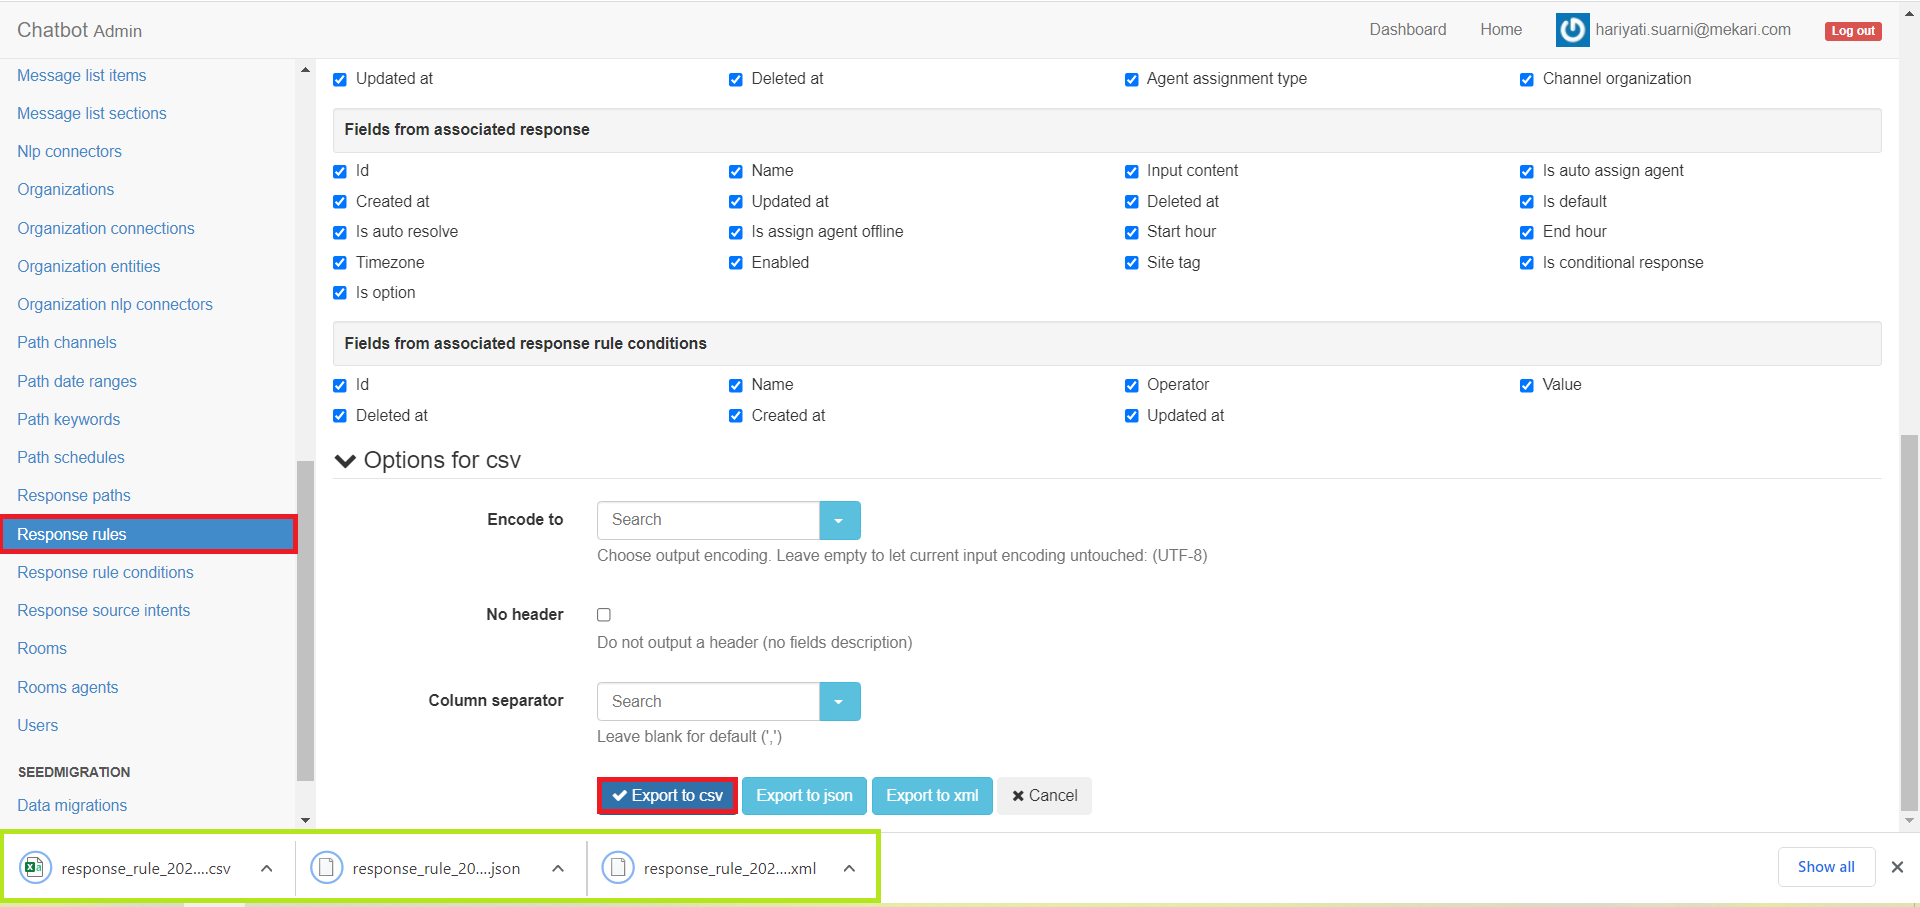 Chatbot Admin
Dashboard
Home
hariyati.suarni@mekari.com
Log out
Message list items
Message list sections
Nlp connectors
Organizations
Organization connections
Organization entities
Organization nlp connectors
Path channels
Path date ranges
Path keywords
Path schedules
Response paths
Response rules
Response rule conditions
Response source intents
Rooms
Rooms agents
Users
SEEDMIGRATION
Data migrations
Updated at Deleted at Agent assignment type Channel organization
Fields from associated response
Id Name Input content Is auto assign agent
Created at Updated at Deleted at Is default
Is auto resolve Is assign agent offline Start hour End hour
Timezone Enabled Site tag Is conditional response
Is option
Fields from associated response rule conditions
Id Name Operator Value
Deleted at Created at Updated at
Options for csv
Encode to Search
Choose output encoding. Leave empty to let current input encoding untouched: (UTF-8)
No header
Do not output a header (no fields description)
Column separator Search
Leave blank for default (',')
Export to csv Export to json Export to xml Cancel
response_rule_202....csv response_rule_20....json response_rule_202....xml Show all